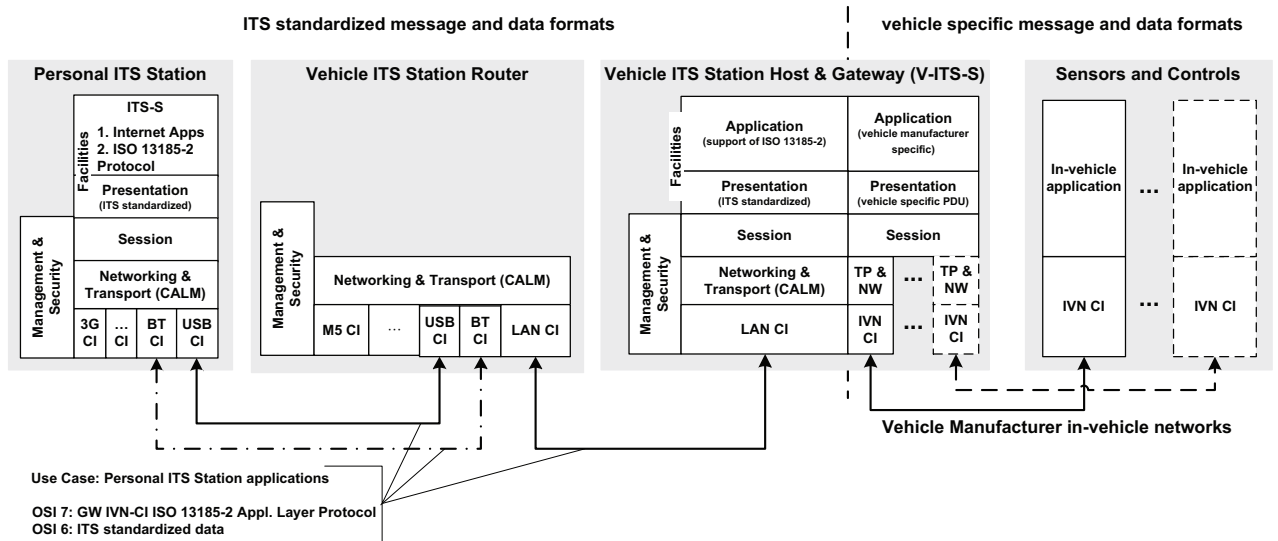 ITS standardized message and data formats
vehicle specific message and data formats
Personal ITS Station
ITS-S
1. Internet Apps
2. ISO 13185-2
Protocol
Facilities
Presentation
(ITS standardized)
Session
Management &
Security
Networking &
Transport (CALM)
3G
CI
...
CI
BT
CI
USB
CI
Vehicle ITS Station Router
Management &
Security
Networking & Transport (CALM)
M5 CI
...
USB
CI
BT
CI
LAN CI
Vehicle ITS Station Host & Gateway (V-ITS-S)
Facilities
Application
(support of ISO 13185-2)
Application
(vehicle manufacturer
specific)
Presentation
(ITS standardized)
Presentation
(vehicle specific PDU)
Management &
Security
Session
Session
Networking &
Transport (CALM)
TP &
NW
...
TP &
NW
LAN CI
IVN
CI
...
IVN
CI
Sensors and Controls
In-vehicle
application
...
In-vehicle
application
IVN CI
...
IVN CI
Vehicle Manufacturer in-vehicle networks
Use Case: Personal ITS Station applications
OSI 7: GW IVN-CI ISO 13185-2 Appl. Layer Protocol
OSI 6: ITS standardized data